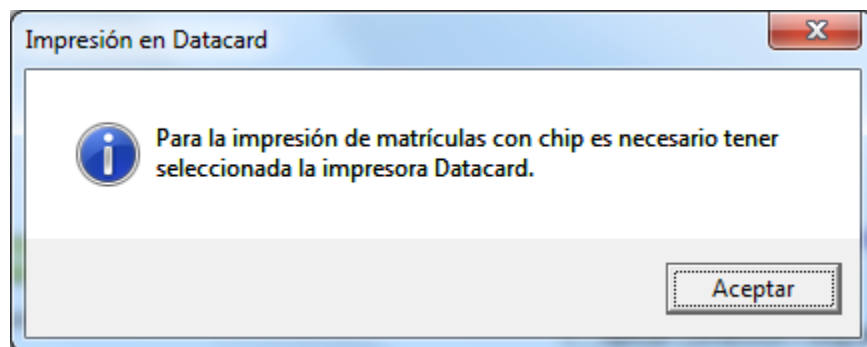 Impresión en Datacard
Para la impresión de matrículas con chip es necesario tener
seleccionada la impresora Datacard.
Aceptar